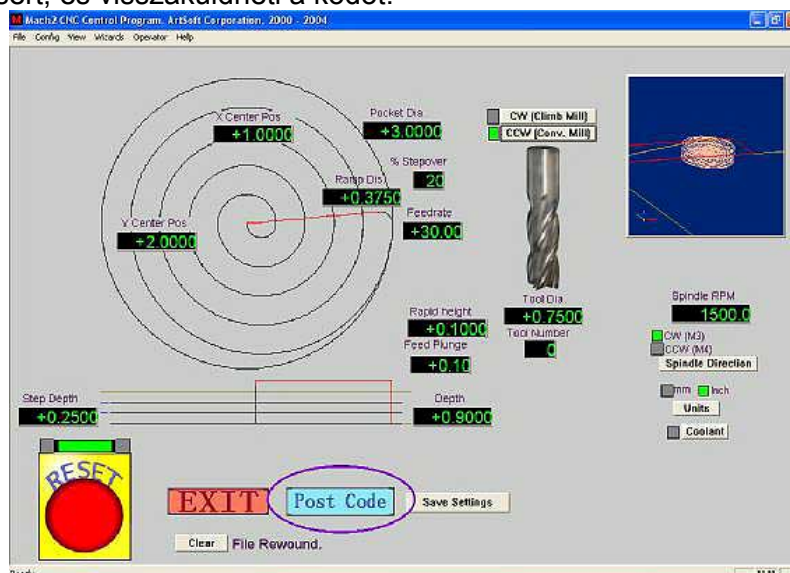 és visszaküldheti a kódot.
Mach2 CNC Control Program, ArtSoft Corporation, 2000 - 2004
File Config View Wizards Operator Help
X Center Pos
+1.0000
Pocket Dia
+3.0000
CW (Climb Mill)
CCW (Conv. Mill)
% Stepover
20
Ramp Dis
+0.3750
Y Center Pos
+2.0000
Feedrate
+30.00
Tool Dia
+0.7500
Tool Number
0
Rapid height
+0.1000
Feed Plunge
+0.10
Spindle RPM
1500.0
CW (M3)
CCW (M4)
Spindle Direction
mm Inch
Units
Coolant
Step Depth
+0.2500
Depth
+0.9000
RESET
EXIT
Post Code
Save Settings
Clear File Rewound.